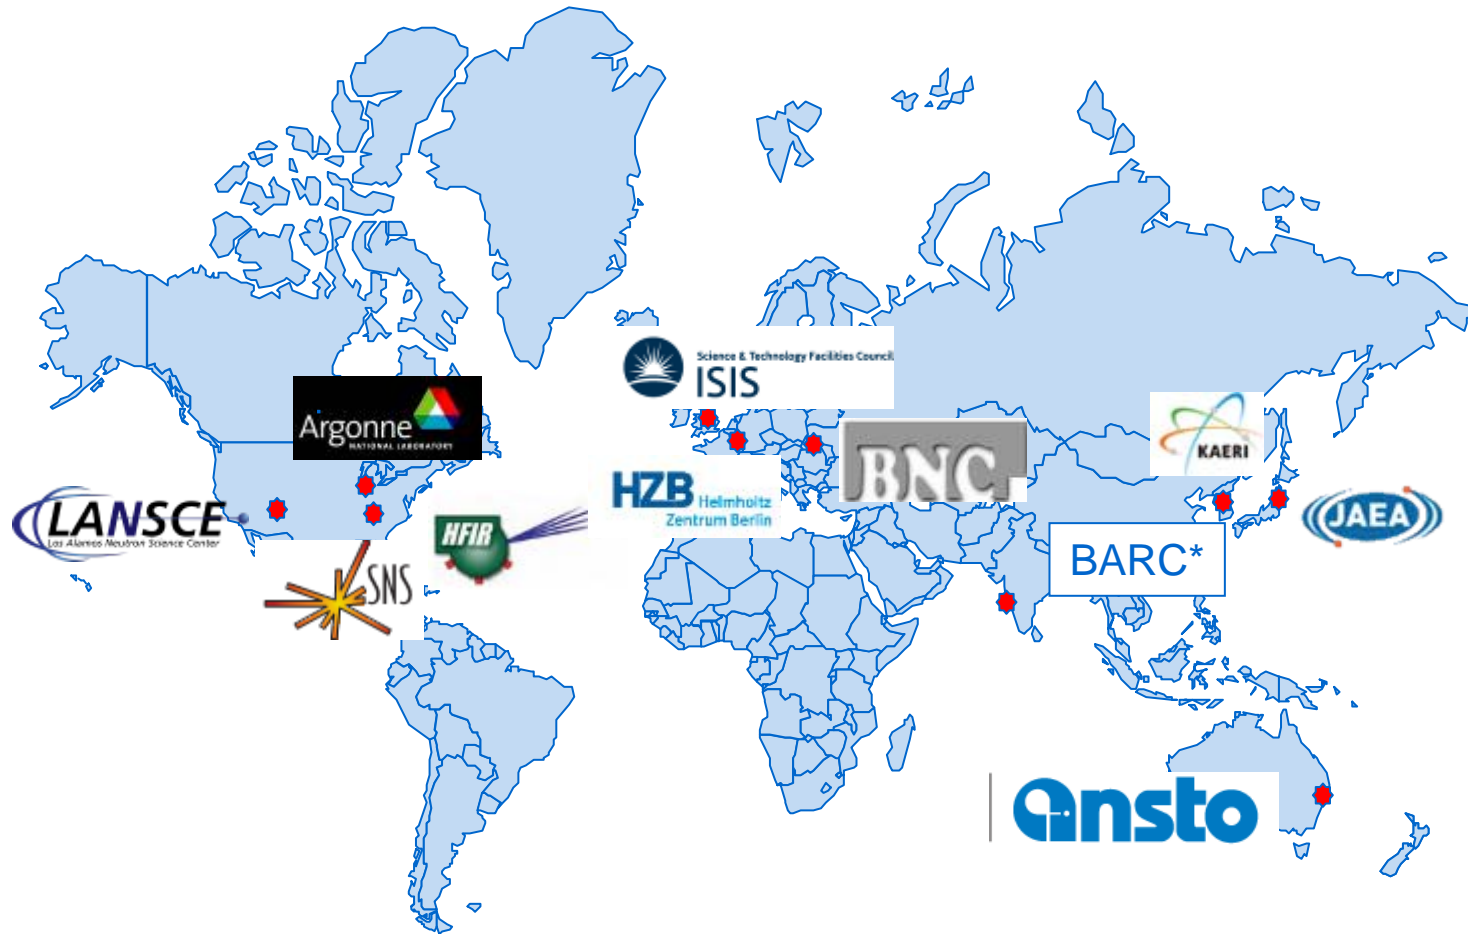 Science & Technology Facilities Council
ISIS
Argonne
NATIONAL LABORATORY
KAERI
BNC
HZB Helmholtz
Zentrum Berlin
LANSCE
Los Alamos Neutron Science Center
HFIR
JAEA
BARC*
SNS
ansto